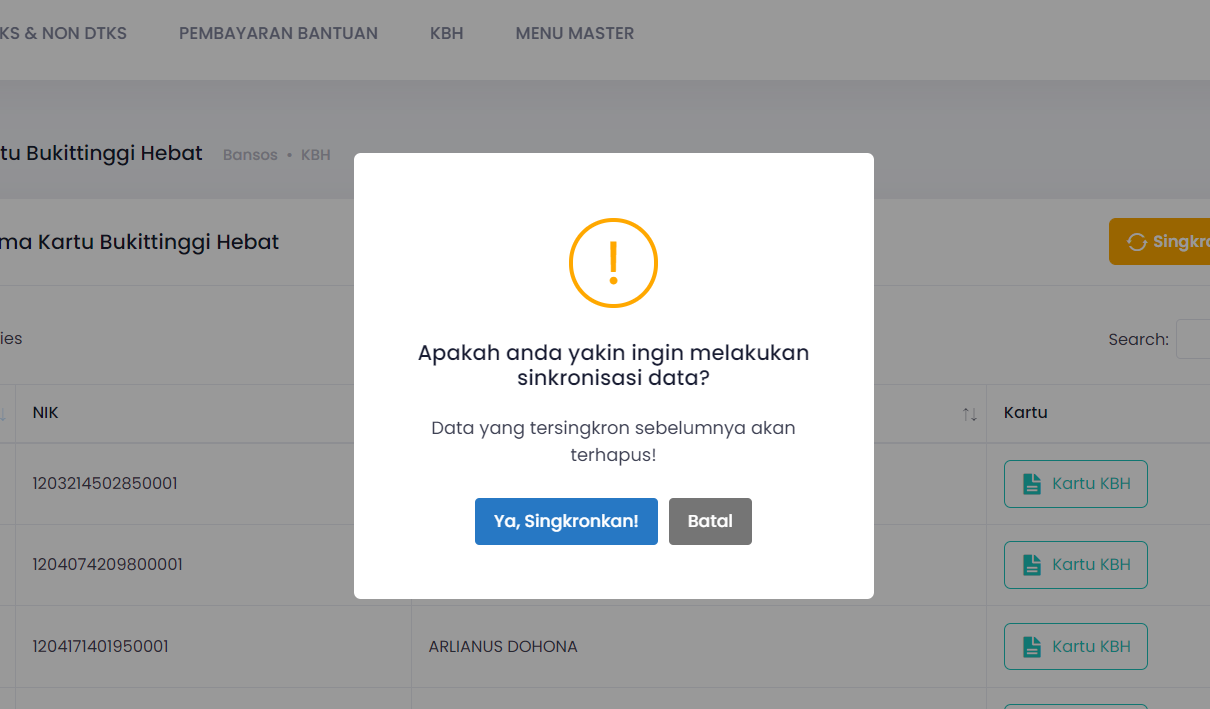 KS & NON DTKS PEMBAYARAN BANTUAN KBH MENU MASTER
tu Bukittinggi Hebat Bansos • KBH
ma Kartu Bukittinggi Hebat
Singkro
ies
Search:
!
Apakah anda yakin ingin melakukan
sinkronisasi data?
Data yang tersingkron sebelumnya akan
terhapus!
Ya, Singkronkan! Batal
NIK Kartu
1203214502850001 Kartu KBH
1204074209800001 Kartu KBH
1204171401950001 ARLIANUS DOHONA Kartu KBH